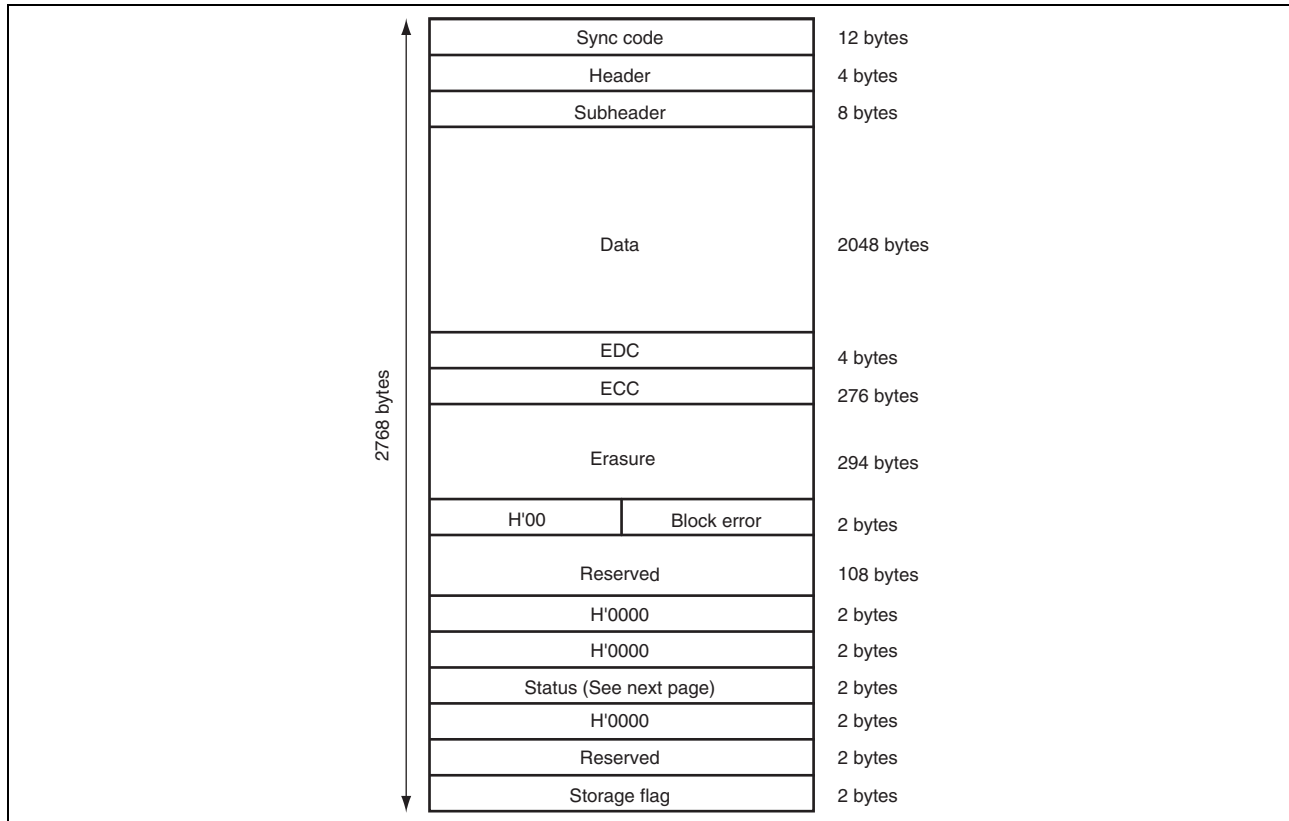 Sync code 12 bytes
Header 4 bytes
Subheader 8 bytes
Data 2048 bytes
EDC 4 bytes
ECC 276 bytes
2768 bytes
Erasure 294 bytes
H'00 Block error 2 bytes
Reserved 108 bytes
H'0000 2 bytes
H'0000 2 bytes
Status (See next page) 2 bytes
H'0000 2 bytes
Reserved 2 bytes
Storage flag 2 bytes